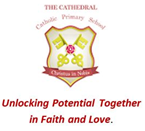 THE CATHEDRAL
Catholic Primary School
Christus in Nobis
Unlocking Potential Together
in Faith and Love.